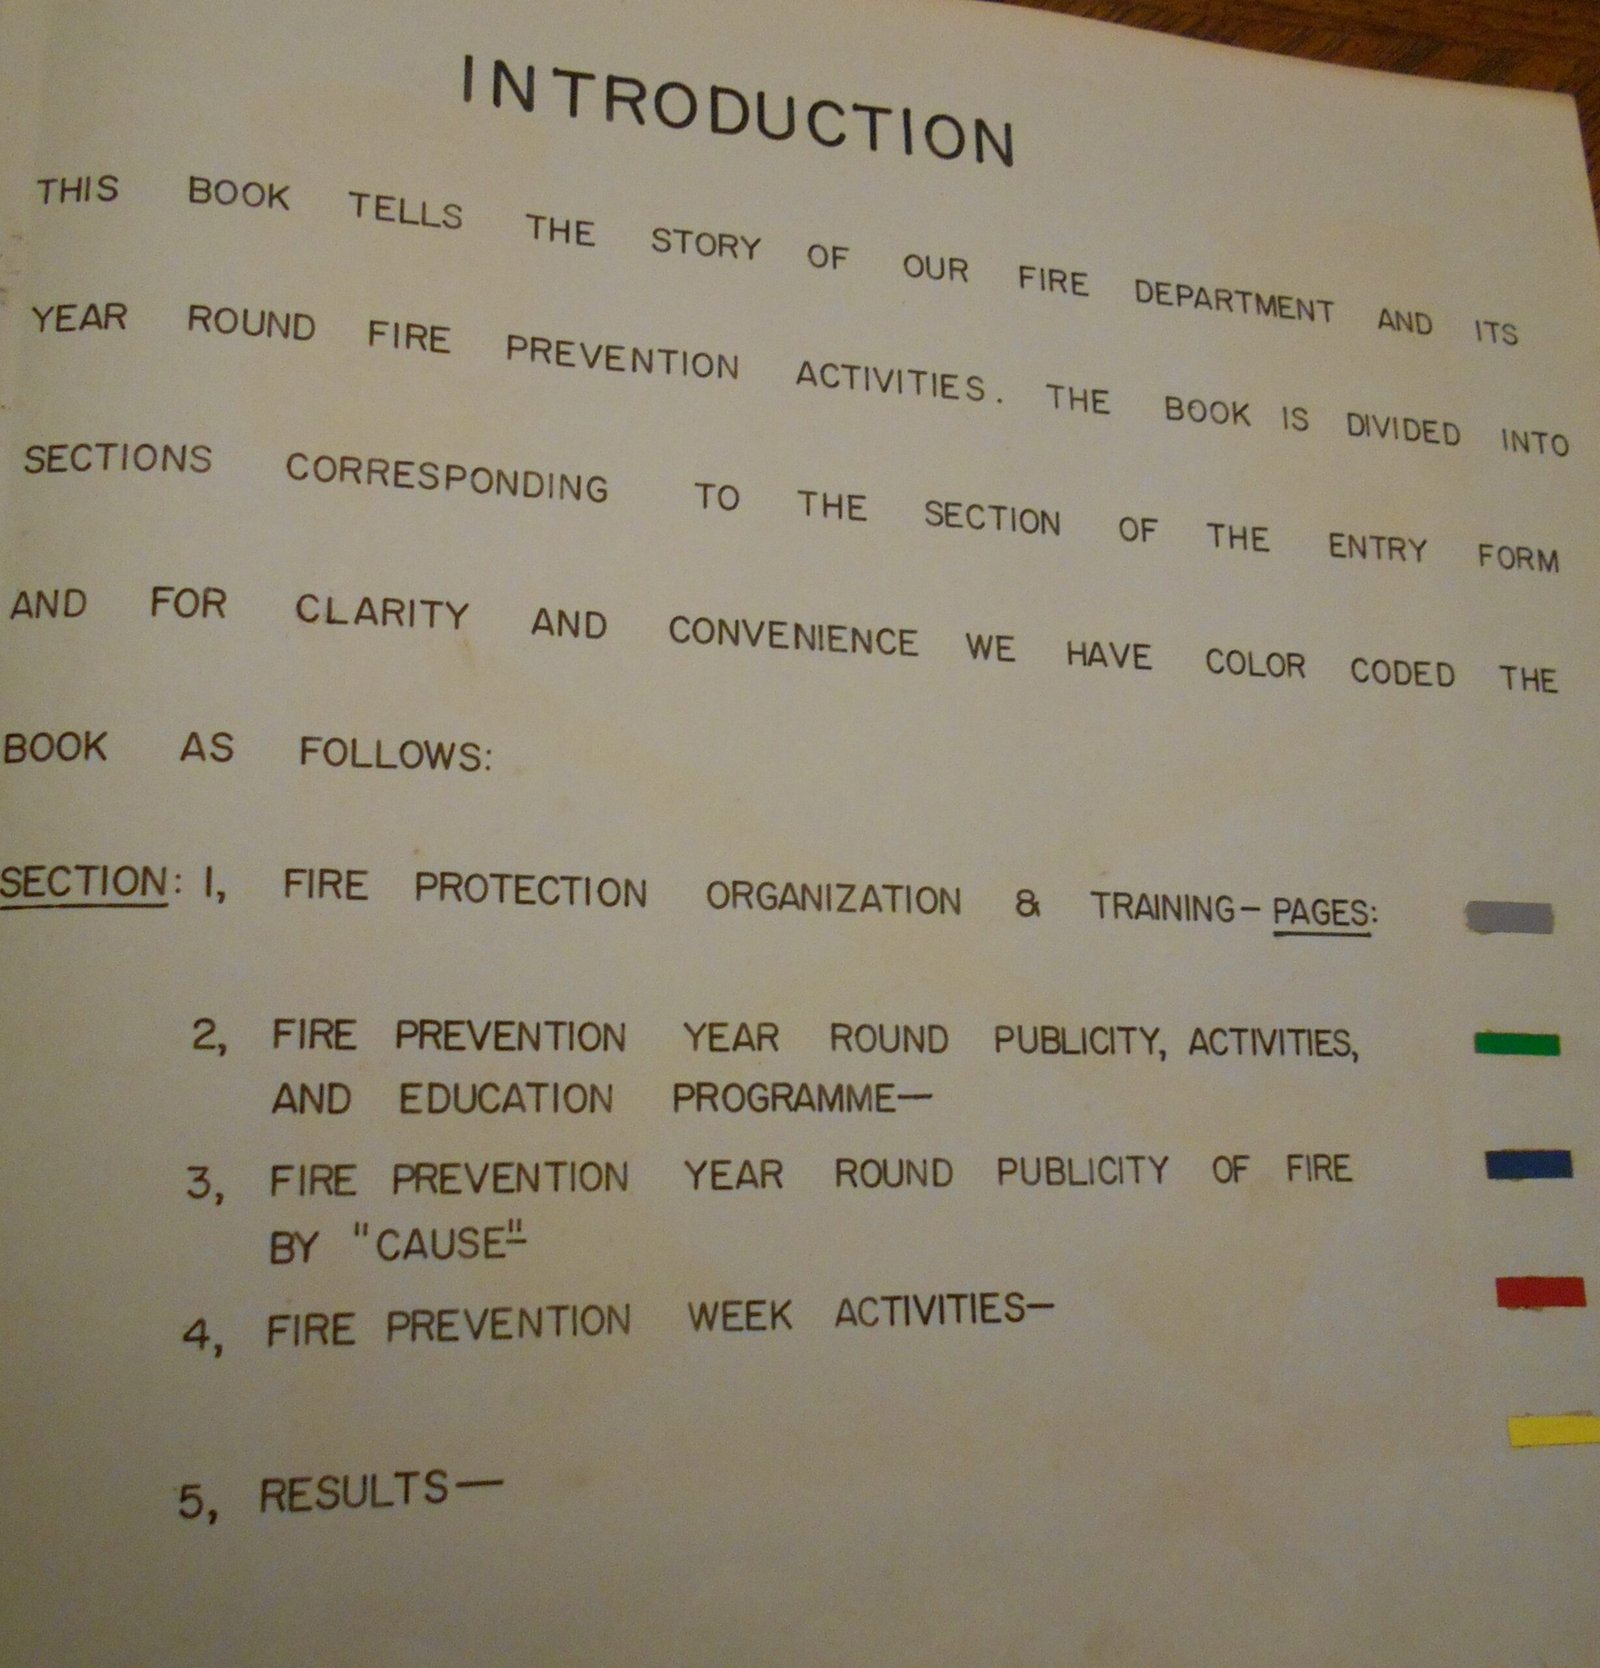 INTRODUCTION
THIS BOOK TELLS THE STORY OF OUR FIRE DEPARTMENT AND ITS
YEAR ROUND FIRE PREVENTION ACTIVITIES. THE BOOK IS DIVIDED INTO
SECTIONS CORRESPONDING TO THE SECTION OF THE ENTRY FORM
AND FOR CLARITY AND CONVENIENCE WE HAVE COLOR CODED THE
BOOK AS FOLLOWS:
SECTION: 1, FIRE PROTECTION ORGANIZATION & TRAINING— PAGES:
2, FIRE PREVENTION YEAR ROUND PUBLICITY, ACTIVITIES,
AND EDUCATION PROGRAMME—
3, FIRE PREVENTION YEAR ROUND PUBLICITY OF FIRE
BY "CAUSE"—
4, FIRE PREVENTION WEEK ACTIVITIES—
5, RESULTS—